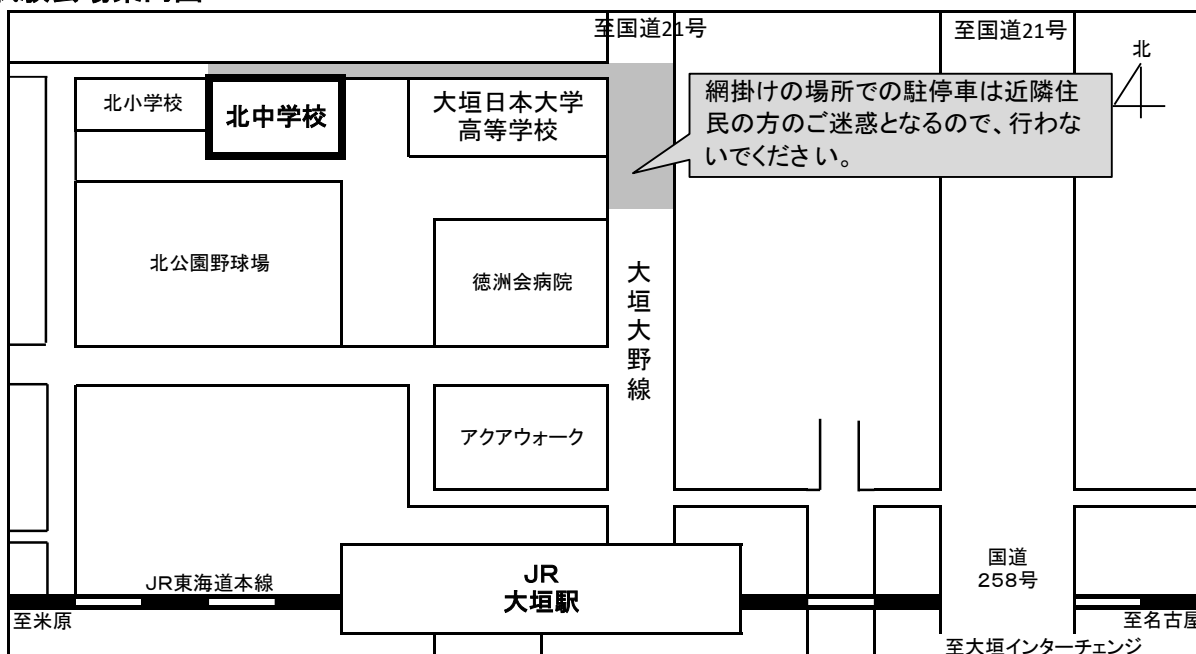 至国道21号
至国道21号
北
北小学校
北中学校
大垣日本大学
高等学校
網掛けの場所での駐停車は近隣住
民の方のご迷惑となるので、行わな
いでください。
北公園野球場
徳洲会病院
大垣大野線
アクアウォーク
JR東海道本線
JR
大垣駅
国道
258号
至米原
至名古屋
至大垣インターチェンジ